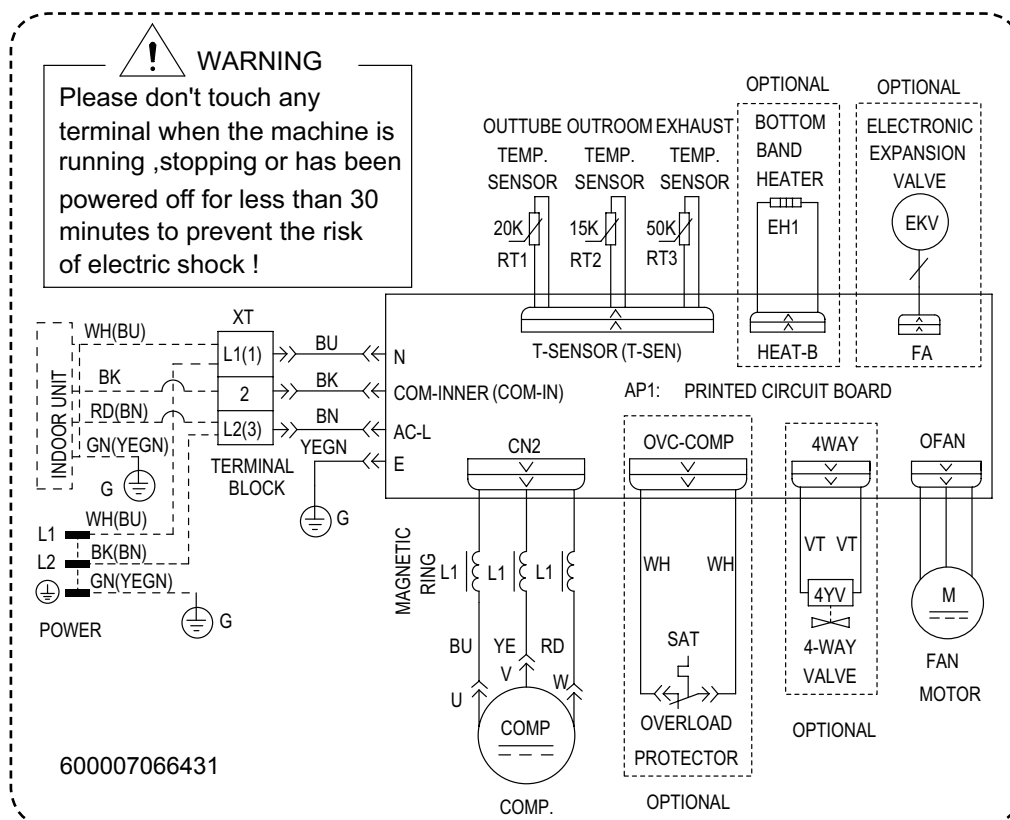 WARNING
Please don't touch any
terminal when the machine is
running ,stopping or has been
powered off for less than 30
minutes to prevent the risk
of electric shock !
OUTTUBE
TEMP.
SENSOR
20K
RT1
OUTROOM
TEMP.
SENSOR
15K
RT2
EXHAUST
TEMP.
SENSOR
50K
RT3
OPTIONAL
BOTTOM
BAND
HEATER
EH1
OPTIONAL
ELECTRONIC
EXPANSION
VALVE
EKV
T-SENSOR (T-SEN)
HEAT-B
FA
INDOOR UNIT
WH(BU)
BK
RD(BN)
GN(YEGN)
G
XT
L1(1)
2
L2(3)
TERMINAL
BLOCK
BU
BK
BN
YEGN
G
N
COM-INNER (COM-IN)
AC-L
E
AP1: PRINTED CIRCUIT BOARD
L1
L2
WH(BU)
BK(BN)
GN(YEGN)
G
POWER
CN2
OVC-COMP
4WAY
OFAN
MAGNETIC
RING
L1
L1
L1
BU
YE
RD
U
V
W
COMP
COMP.
WH
WH
SAT
OVERLOAD
PROTECTOR
OPTIONAL
VT
VT
4YV
4-WAY
VALVE
OPTIONAL
M
FAN
MOTOR
600007066431